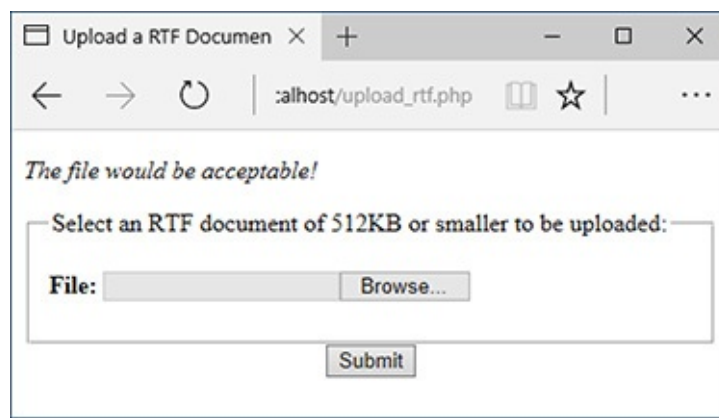 Upload a RTF Documen
:alhost/upload_rtf.php
The file would be acceptable!
Select an RTF document of 512KB or smaller to be uploaded:
File: Browse...
Submit